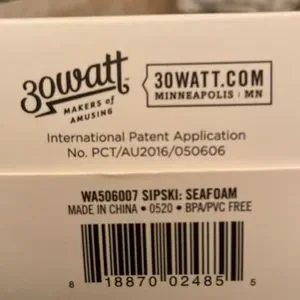 30watt™
MAKERS of
AMUSING
30WATT.COM
MINNEAPOLIS : MN
International Patent Application
No. PCT/AU2016/050606
WA506007 SIPSKI: SEAFOAM
MADE IN CHINA • 0520 • BPA/PVC FREE
8 18870 02485 5